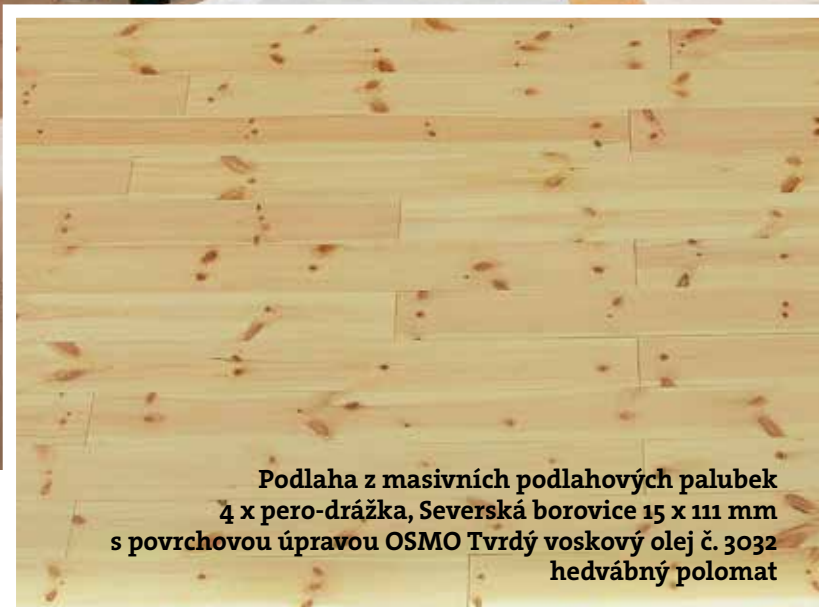 Podlaha z masivních podlahových palubek
4 x pero-drážka, Severská borovice 15 x 111 mm
s povrchovou úpravou OSMO Tvrdý voskový olej č. 3032
hedvábný polomat